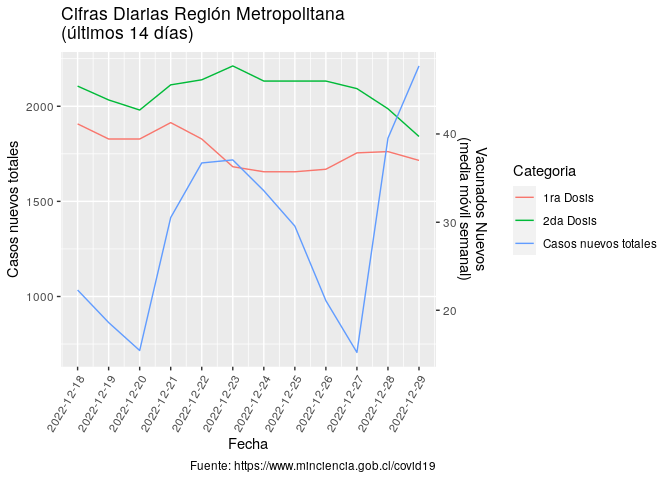 Cifras Diarias Región Metropolitana
(últimos 14 días)
Casos nuevos totales
2000
1500
1000
40
30
20
Vacunados Nuevos
(media móvil semanal)
2022-12-18
2022-12-19
2022-12-20
2022-12-21
2022-12-22
2022-12-23
2022-12-24
2022-12-25
2022-12-26
2022-12-27
2022-12-28
2022-12-29
Fecha
Categoria
1ra Dosis
2da Dosis
Casos nuevos totales
Fuente: https://www.minciencia.gob.cl/covid19